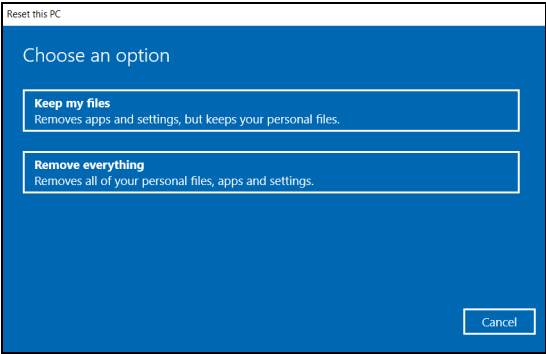 Reset this PC
Choose an option
Keep my files
Removes apps and settings, but keeps your personal files.
Remove everything
Removes all of your personal files, apps and settings.
Cancel